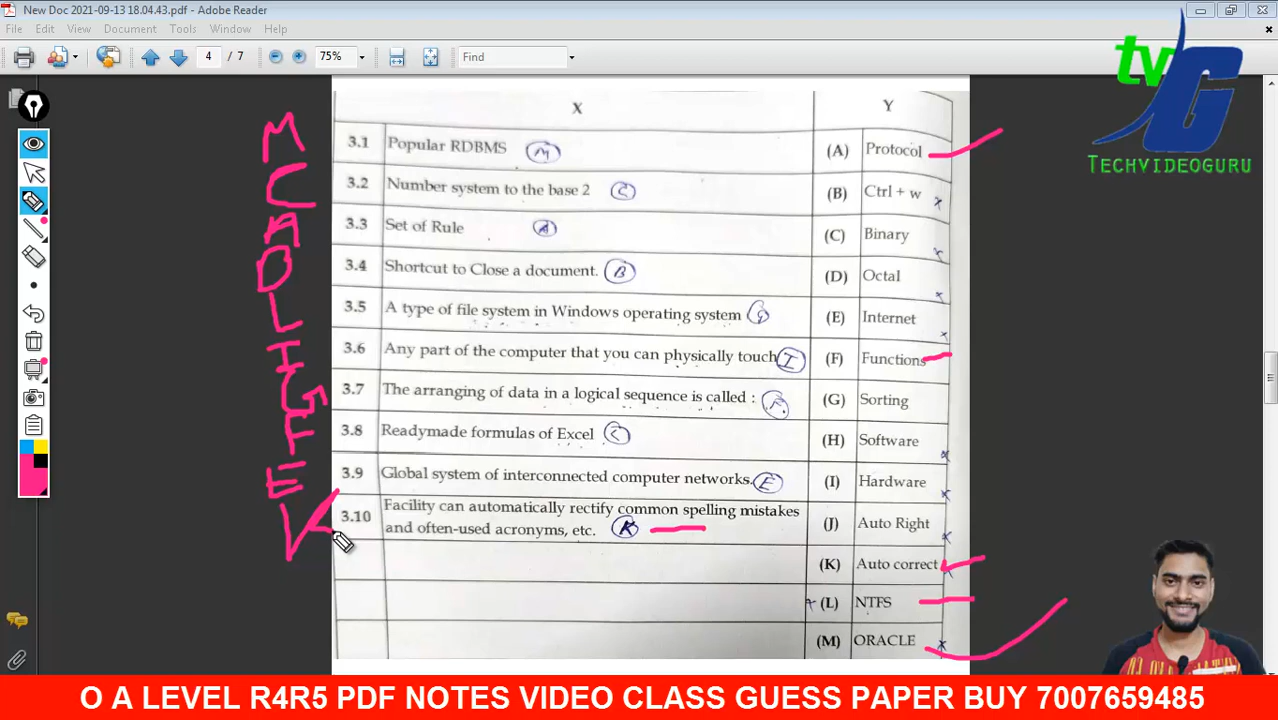 New Doc 2021-09-13 18.04.43.pdf - Adobe Reader
File Edit View Document Tools Window Help
4 / 7 75% Find
tv G
TECHVIDEOGURU
X Y
3.1 Popular RDBMS M (A) Protocol
3.2 Number system to the base 2 C (B) Ctrl + w
3.3 Set of Rule A (C) Binary
3.4 Shortcut to Close a document. B (D) Octal
3.5 A type of file system in Windows operating system (E) Internet
3.6 Any part of the computer that you can physically touch I (F) Functions
3.7 The arranging of data in a logical sequence is called : (G) Sorting
3.8 Readymade formulas of Excel (H) Software
3.9 Global system of interconnected computer networks. E (I) Hardware
3.10 Facility can automatically rectify common spelling mistakes
and often-used acronyms, etc. K (J) Auto Right
(K) Auto correct
(L) NTFS
(M) ORACLE
M
C
A
L
I
G
F
E
K
O A LEVEL R4R5 PDF NOTES VIDEO CLASS GUESS PAPER BUY 7007659485